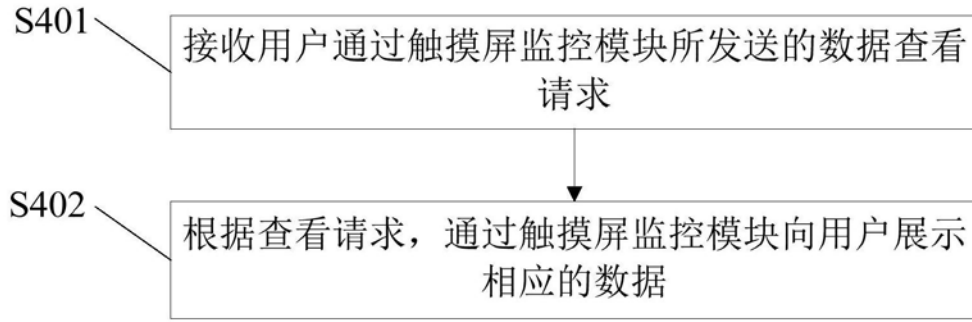 S401
接收用户通过触摸屏监控模块所发送的数据查看
请求
S402
根据查看请求，通过触摸屏监控模块向用户展示
相应的数据